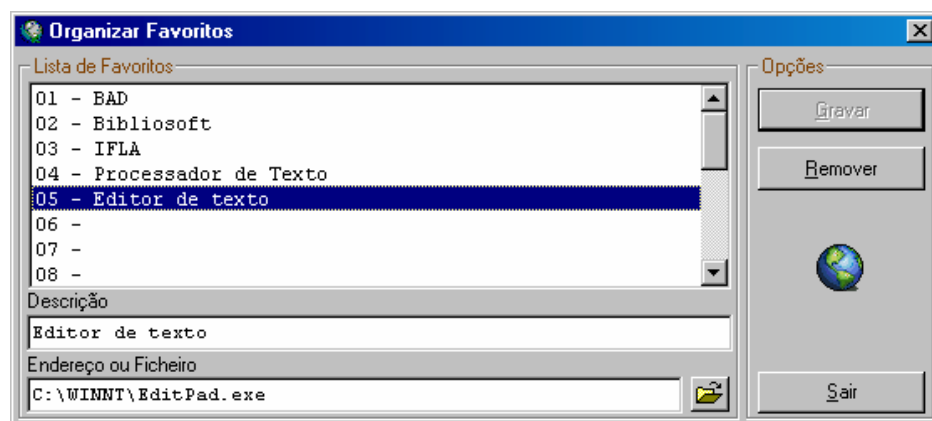 Organizar Favoritos
Lista de Favoritos
01 - BAD
02 - Bibliosoft
03 - IFLA
04 - Processador de Texto
05 - Editor de texto
06 -
07 -
08 -
Descrição
Editor de texto
Endereço ou Ficheiro
C:\WINNT\EditPad.exe
Opções
Gravar
Remover
Sair